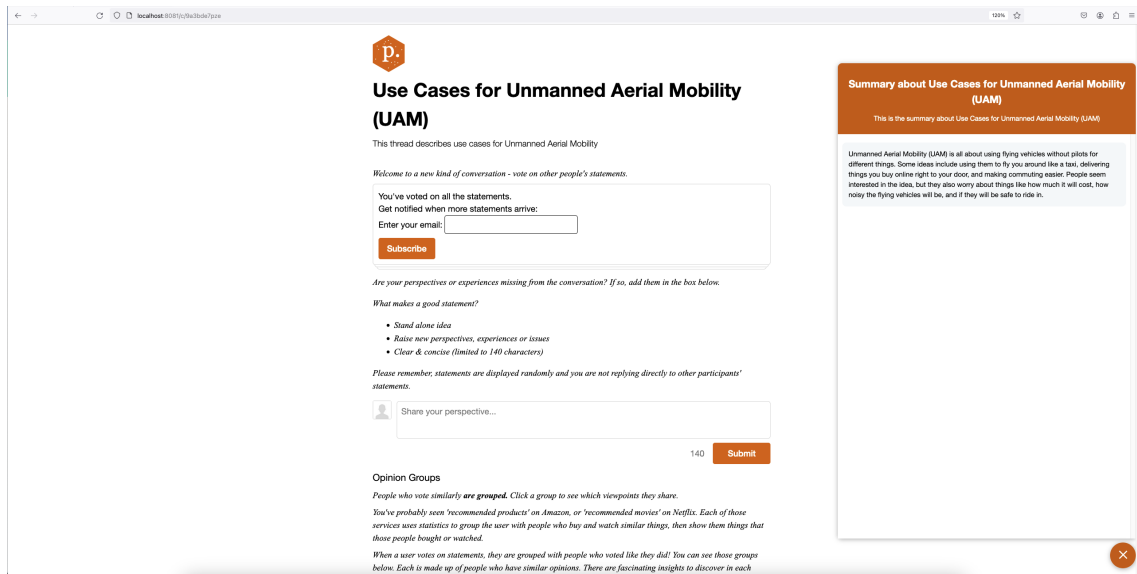 localhost:8081/c/9a3bde7pze
120%
p.
Use Cases for Unmanned Aerial Mobility
(UAM)
This thread describes use cases for Unmanned Aerial Mobility
Welcome to a new kind of conversation - vote on other people's statements.
You've voted on all the statements.
Get notified when more statements arrive:
Enter your email:
Subscribe
Are your perspectives or experiences missing from the conversation? If so, add them in the box below.
What makes a good statement?
• Stand alone idea
• Raise new perspectives, experiences or issues
• Clear & concise (limited to 140 characters)
Please remember, statements are displayed randomly and you are not replying directly to other participants'
statements.
Share your perspective...
140
Submit
Opinion Groups
People who vote similarly are grouped. Click a group to see which viewpoints they share.
You've probably seen 'recommended products' on Amazon, or 'recommended movies' on Netflix. Each of those
services uses statistics to group the user with people who buy and watch similar things, then show them things that
those people bought or watched.
When a user votes on statements, they are grouped with people who voted like they did! You can see those groups
below. Each is made up of people who have similar opinions. There are fascinating insights to discover in each
Summary about Use Cases for Unmanned Aerial Mobility
(UAM)
This is the summary about Use Cases for Unmanned Aerial Mobility (UAM)
Unmanned Aerial Mobility (UAM) is all about using flying vehicles without pilots for
different things. Some ideas include using them to fly you around like a taxi, delivering
things you buy online right to your door, and making commuting easier. People seem
interested in the idea, but they also worry about things like how much it will cost, how
noisy the flying vehicles will be, and if they will be safe to ride in.